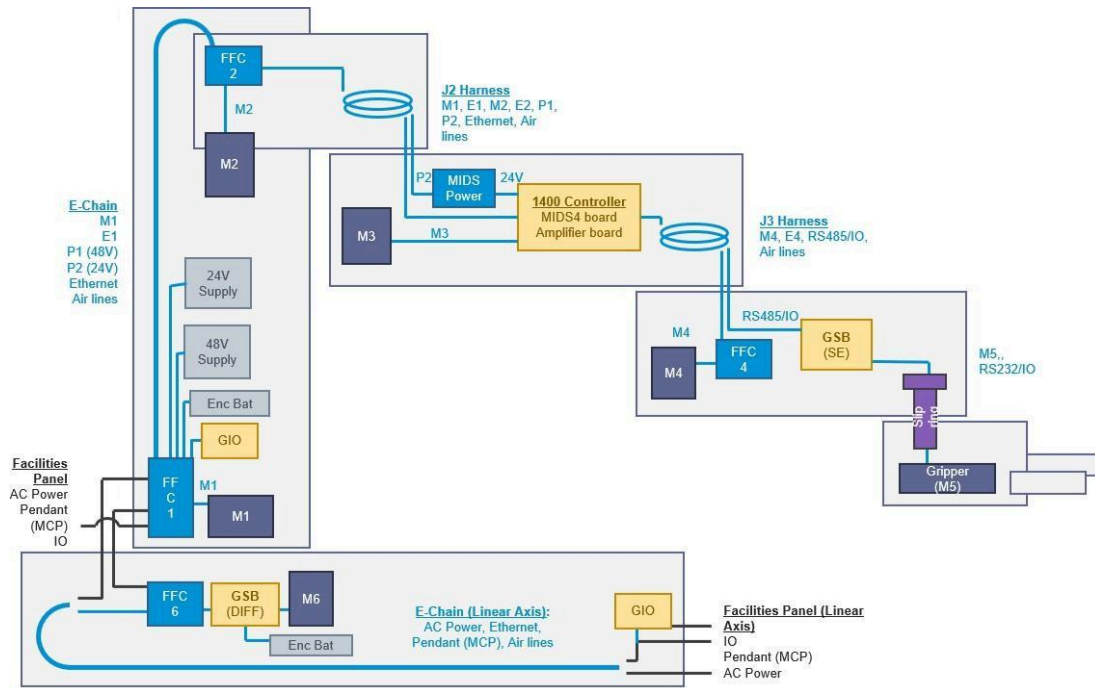 FFC
2
M2
M2
J2 Harness
M1, E1, M2, E2, P1,
P2, Ethernet, Air
lines
E-Chain
M1
E1
P1 (48V)
P2 (24V)
Ethernet
Air lines
24V
Supply
48V
Supply
Enc Bat
GIO
FF
C
1
M1
M1
Facilities
Panel
AC Power
Pendant
(MCP)
IO
P2
MIDS
Power
24V
1400 Controller
MIDS4 board
Amplifier board
M3
M3
J3 Harness
M4, E4, RS485/IO,
Air lines
RS485/IO
M4
M4
FFC
4
GSB
(SE)
M5,,
RS232/IO
Slip
ring
Gripper
(M5)
FFC
6
GSB
(DIFF)
M6
Enc Bat
E-Chain (Linear Axis):
AC Power, Ethernet,
Pendant (MCP), Air lines
GIO
Facilities Panel (Linear
Axis)
IO
Pendant (MCP)
AC Power